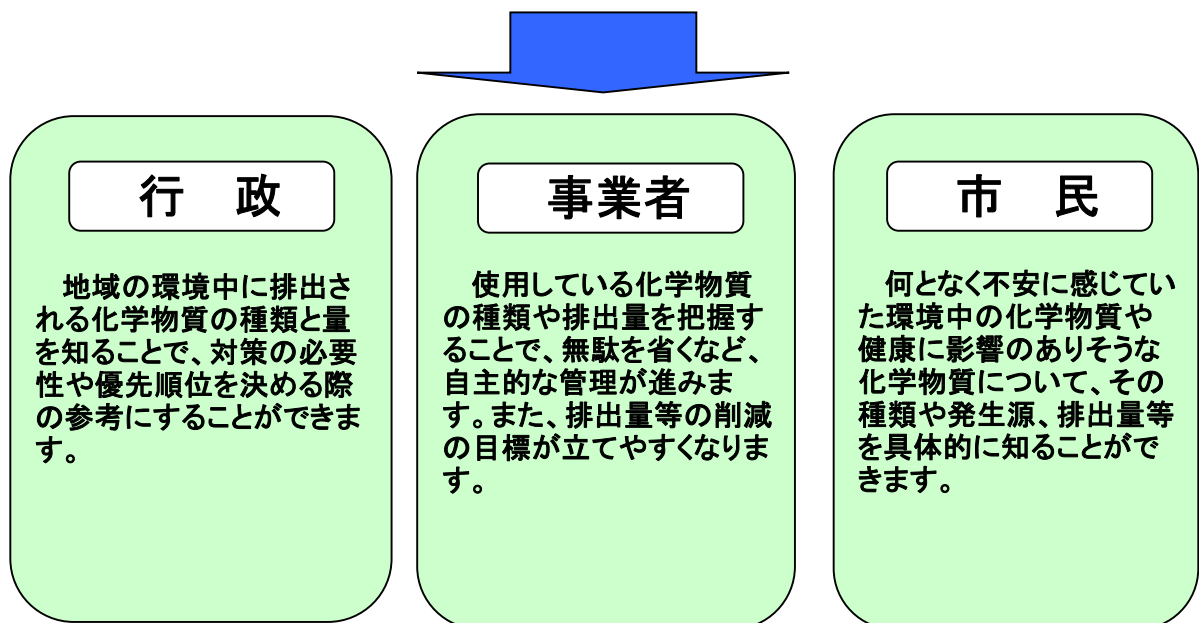 行　政
　地域の環境中に排出さ
れる化学物質の種類と量
を知ることで、対策の必要
性や優先順位を決める際
の参考にすることができま
す。
事業者
　使用している化学物質
の種類や排出量を把握す
ることで、無駄を省くなど、
自主的な管理が進みま
す。また、排出量等の削減
の目標が立てやすくなりま
す。
市　民
　何となく不安に感じてい
た環境中の化学物質や
健康に影響のありそうな
化学物質について、その
種類や発生源、排出量等
を具体的に知ることがで
きます。